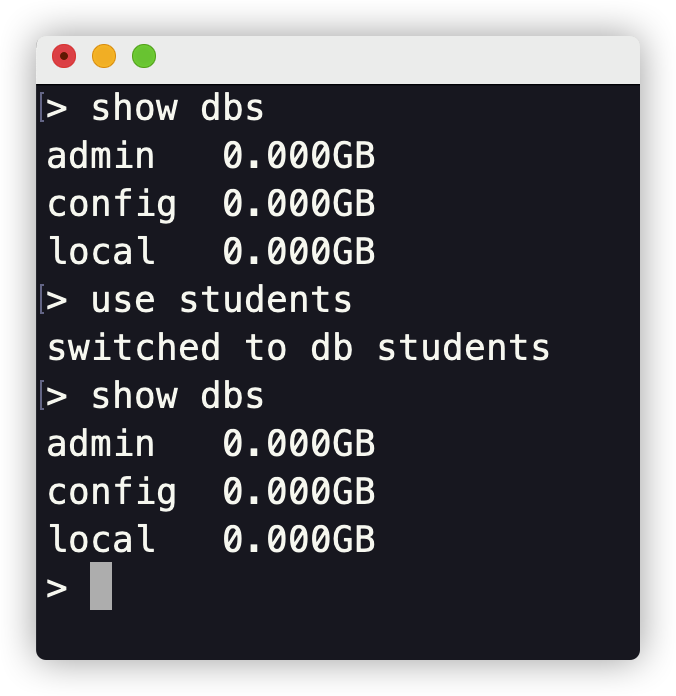 > show dbs
admin   0.000GB
config  0.000GB
local   0.000GB
> use students
switched to db students
> show dbs
admin   0.000GB
config  0.000GB
local   0.000GB
>